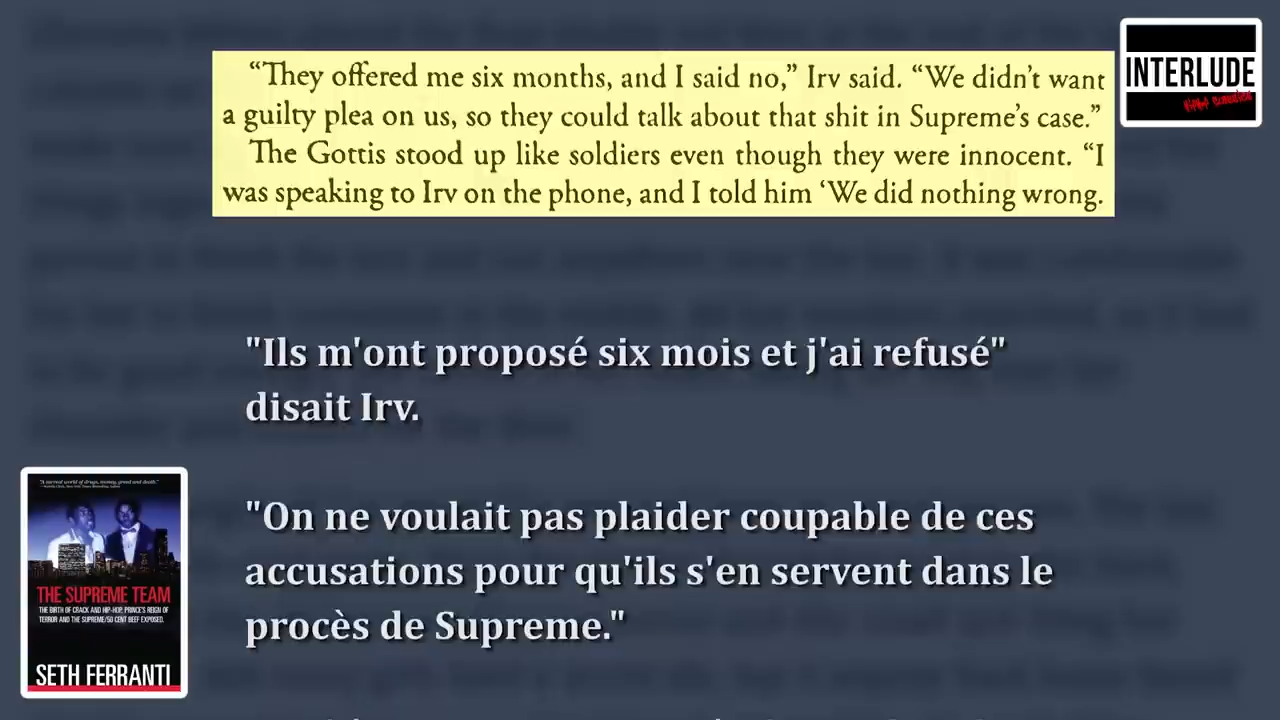 “They offered me six months, and I said no,” Irv said. “We didn’t want
a guilty plea on us, so they could talk about that shit in Supreme’s case.”
The Gottis stood up like soldiers even though they were innocent. “I
was speaking to Irv on the phone, and I told him ‘We did nothing wrong.
INTERLUDE
"Ils m'ont proposé six mois et j'ai refusé"
disait Irv.
"On ne voulait pas plaider coupable de ces
accusations pour qu'ils s'en servent dans le
procès de Supreme."
THE SUPREME TEAM
THE BIRTH OF CRACK AND HIP-HOP, PRINCE'S REIGN OF
TERROR AND THE SUPREME/50 CENT BEEF EXPOSED.
SETH FERRANTI